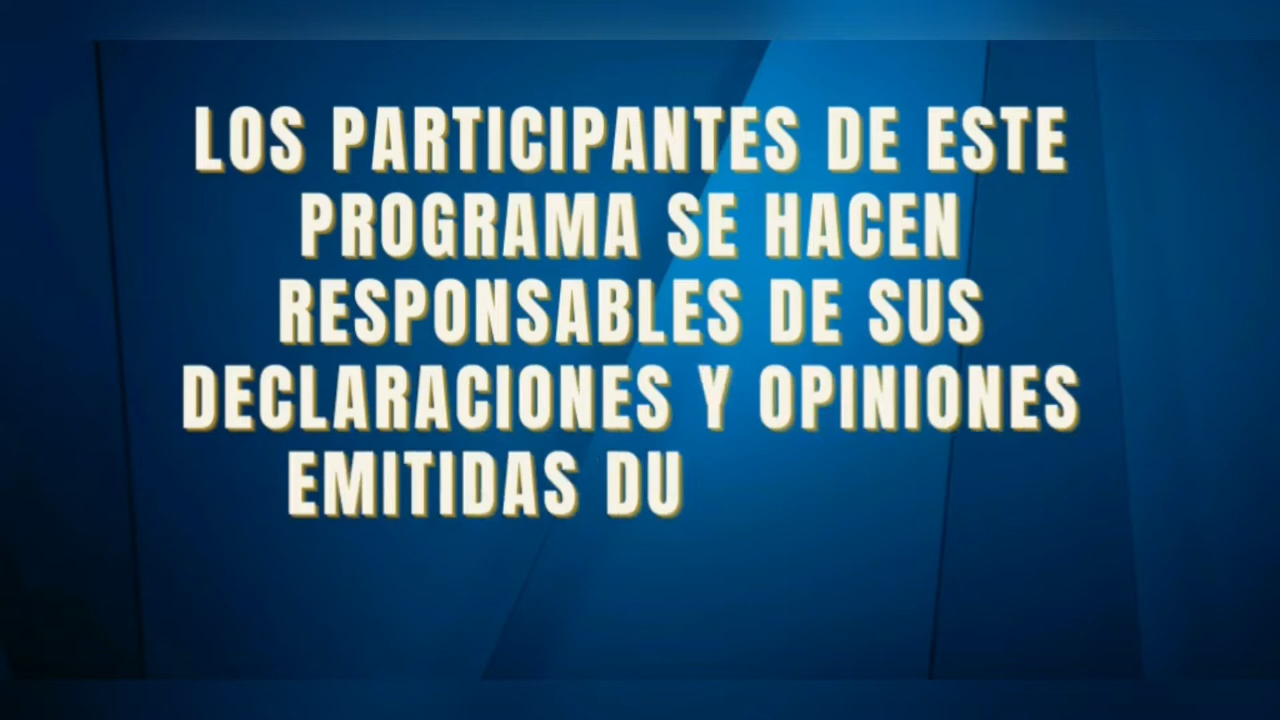 LOS PARTICIPANTES DE ESTE
PROGRAMA SE HACEN
RESPONSABLES DE SUS
DECLARACIONES Y OPINIONES
EMITIDAS DU